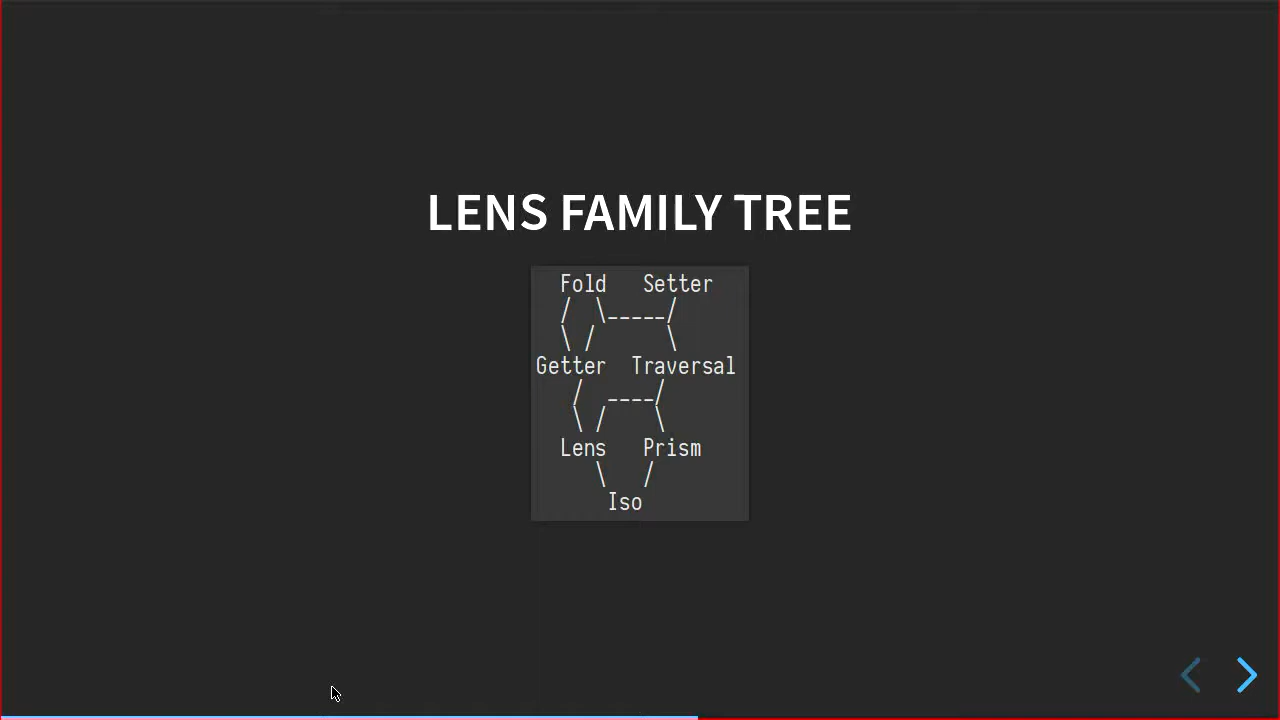 LENS FAMILY TREE
Fold Setter
Getter Traversal
Lens Prism
Iso